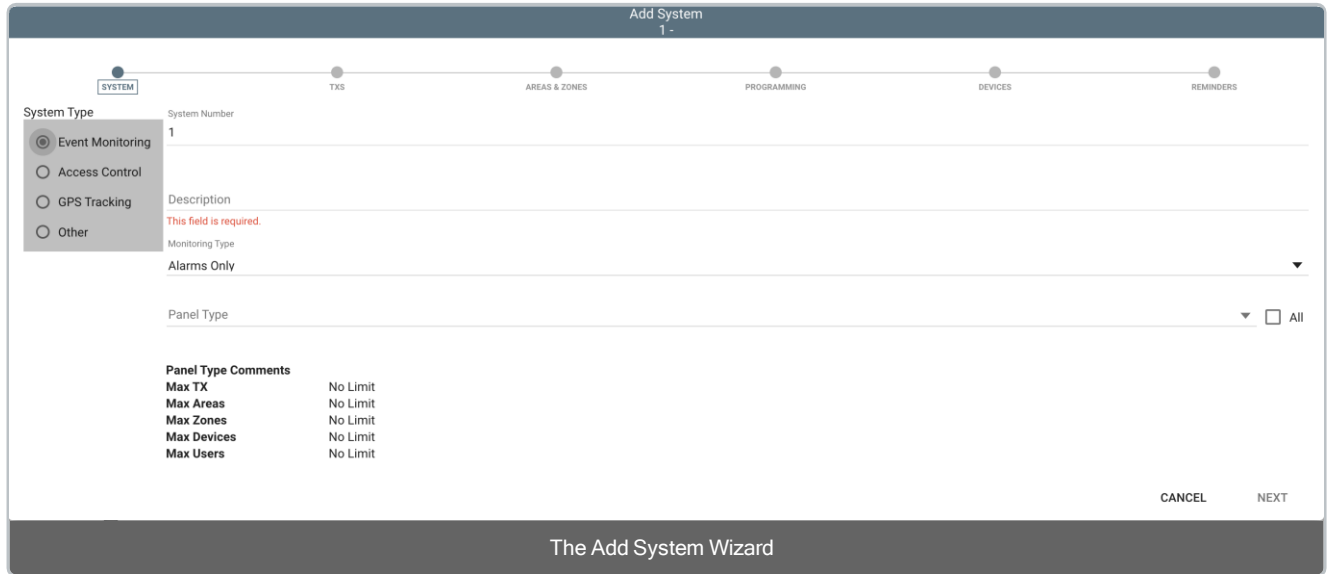 Add System
1 -
SYSTEM
TXS
AREAS & ZONES
PROGRAMMING
DEVICES
REMINDERS
System Type
Event Monitoring
Access Control
GPS Tracking
Other
System Number
1
Description
This field is required.
Monitoring Type
Alarms Only
Panel Type
All
Panel Type Comments
Max TX No Limit
Max Areas No Limit
Max Zones No Limit
Max Devices No Limit
Max Users No Limit
CANCEL NEXT
The Add System Wizard